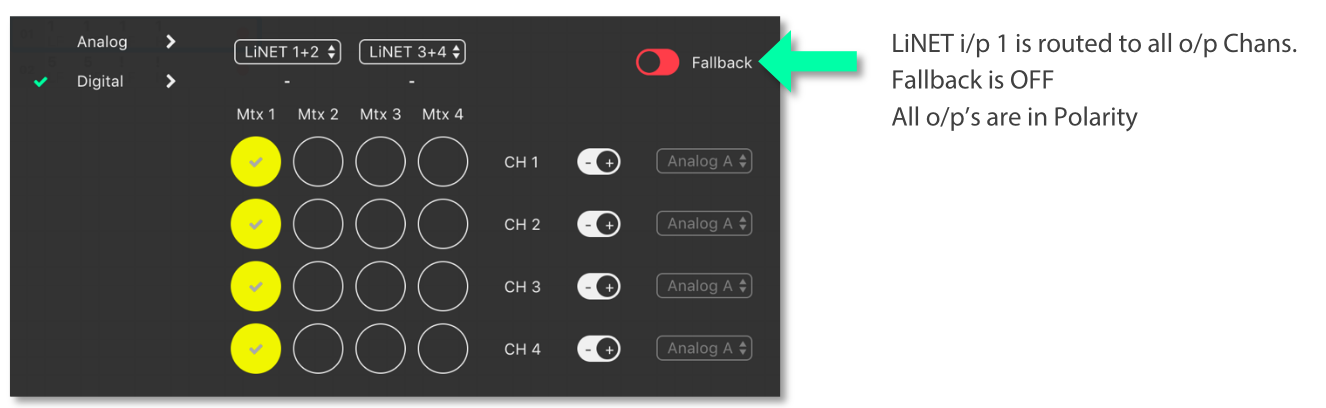 Analog
LiNET 1+2 LiNET 3+4
Fallback
Digital
- -
Mtx 1 Mtx 2 Mtx 3 Mtx 4
CH 1 - + Analog A
CH 2 - + Analog A
CH 3 - + Analog A
CH 4 - + Analog A
LiNET i/p 1 is routed to all o/p Chans.
Fallback is OFF
All o/p’s are in Polarity